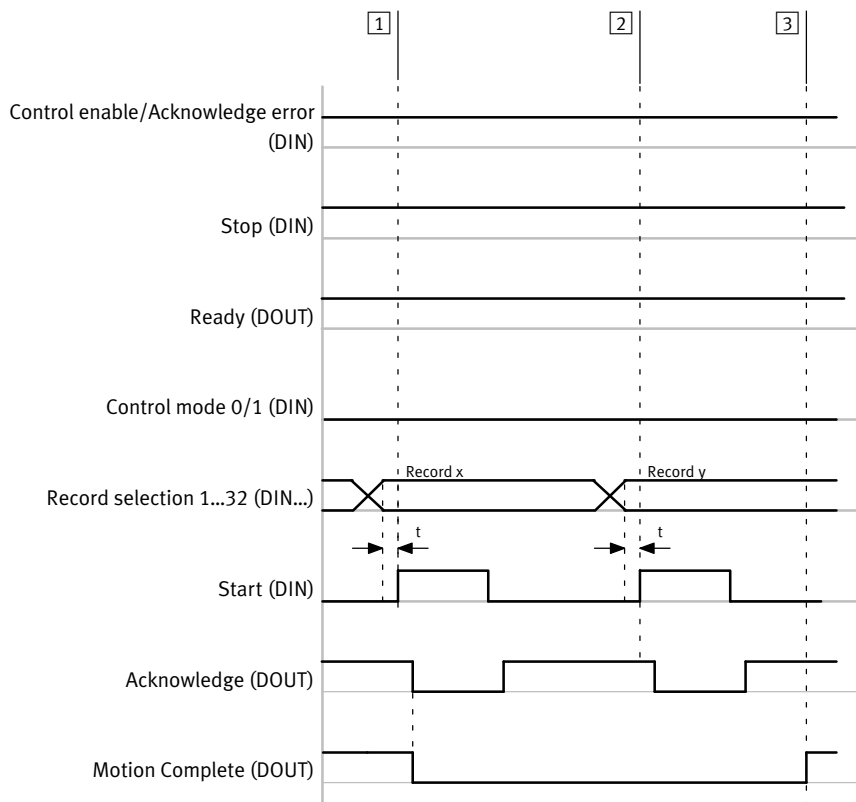 1 2 3
Control enable/Acknowledge error
(DIN)
Stop (DIN)
Ready (DOUT)
Control mode 0/1 (DIN)
Record x Record y
Record selection 1...32 (DIN...)
t t
Start (DIN)
Acknowledge (DOUT)
Motion Complete (DOUT)